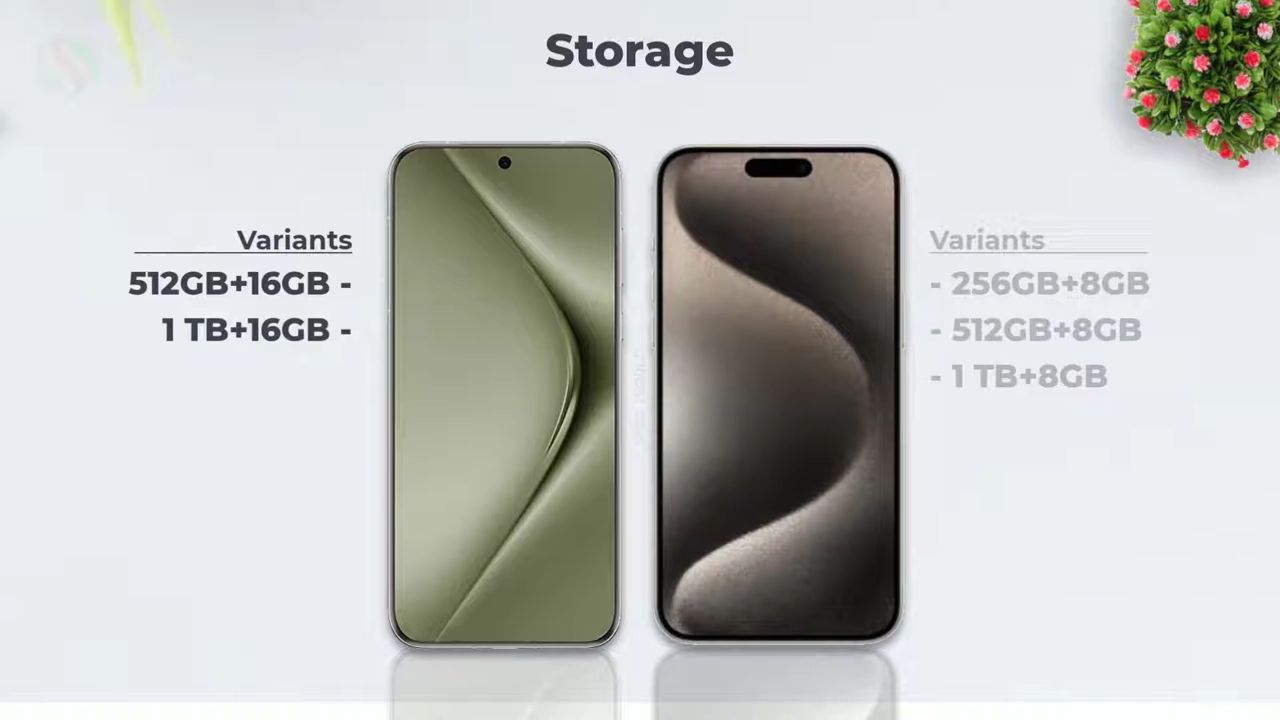 Storage
Variants
512GB+16GB -
1 TB+16GB -
Variants
- 256GB+8GB
- 512GB+8GB
- 1 TB+8GB